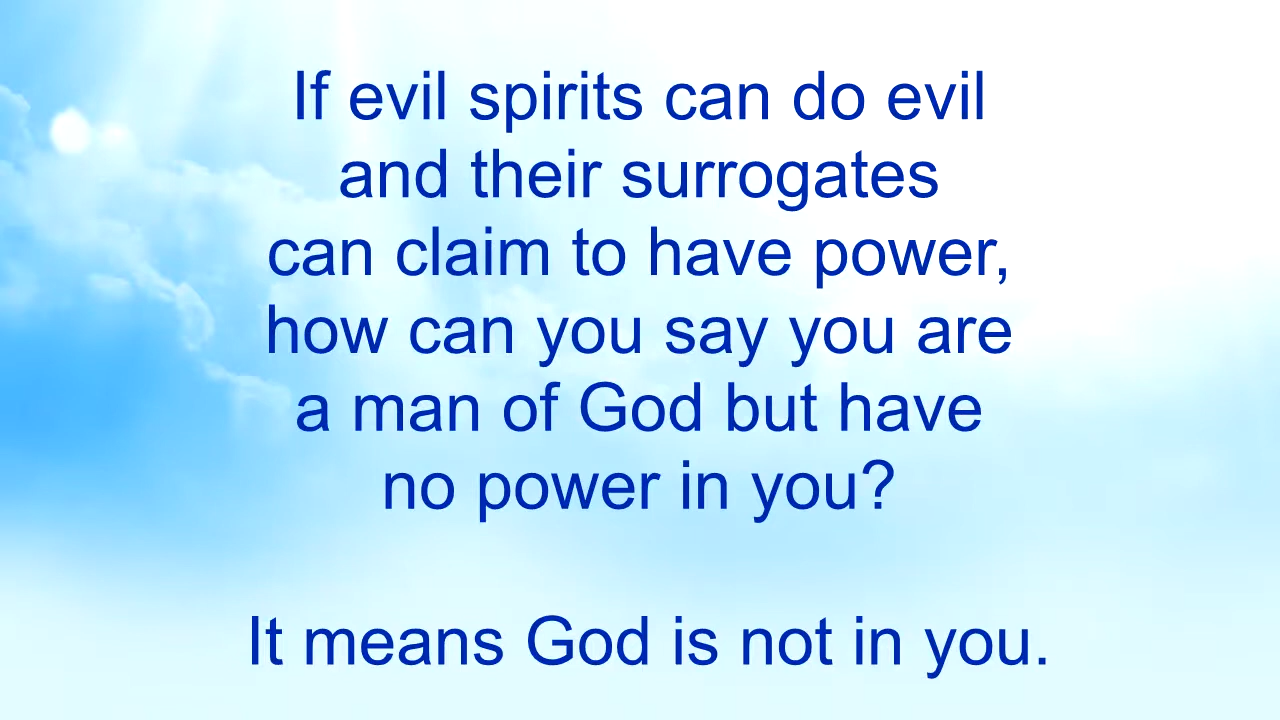 If evil spirits can do evil
and their surrogates
can claim to have power,
how can you say you are
a man of God but have
no power in you?
It means God is not in you.